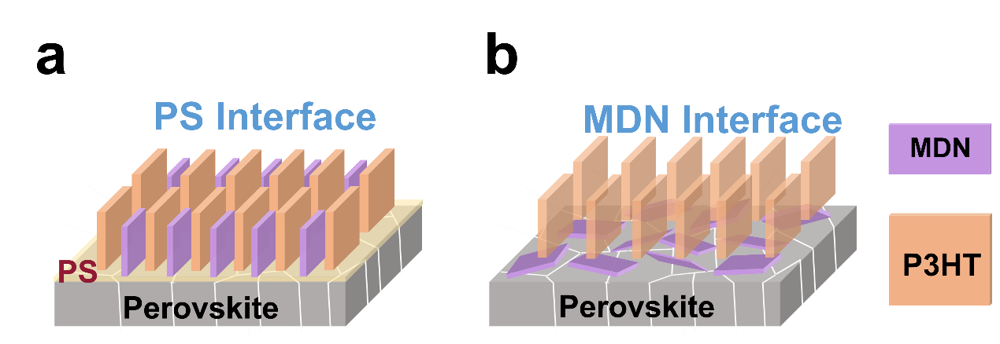 a
b
PS Interface
MDN Interface
MDN
P3HT
PS
Perovskite
Perovskite